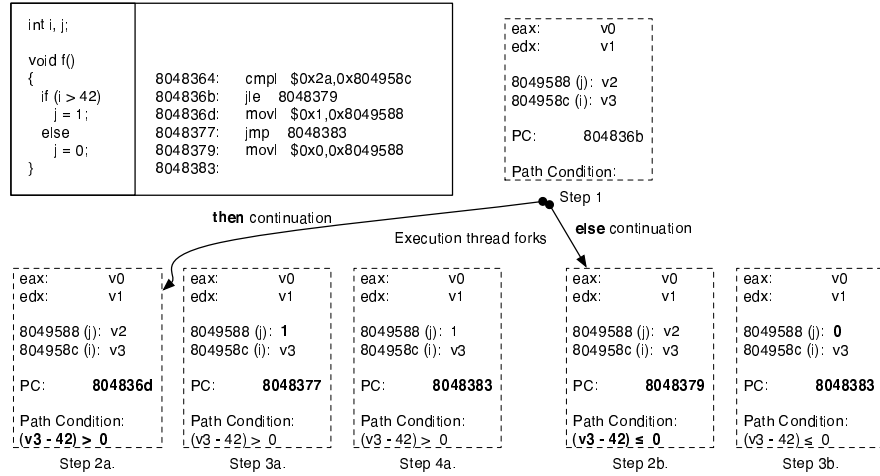 int i, j;
void f()
{
if (i > 42)
j = 1;
else
j = 0;
}
8048364: cmpl $0x2a,0x804958c
804836b: jle 8048379
804836d: movl $0x1,0x8049588
8048377: jmp 8048383
8048379: movl $0x0,0x8049588
8048383:
eax: v0
edx: v1
8049588 (j): v2
804958c (i): v3
PC: 804836b
Path Condition:
Step 1
then continuation
Execution thread forks
else continuation
eax: v0
edx: v1
8049588 (j): v2
804958c (i): v3
PC: 804836d
Path Condition:
(v3 - 42) > 0
Step 2a.
eax: v0
edx: v1
8049588 (j): 1
804958c (i): v3
PC: 8048377
Path Condition:
(v3 - 42) > 0
Step 3a.
eax: v0
edx: v1
8049588 (j): 1
804958c (i): v3
PC: 8048383
Path Condition:
(v3 - 42) > 0
Step 4a.
eax: v0
edx: v1
8049588 (j): v2
804958c (i): v3
PC: 8048379
Path Condition:
(v3 - 42) ≤ 0
Step 2b.
eax: v0
edx: v1
8049588 (j): 0
804958c (i): v3
PC: 8048383
Path Condition:
(v3 - 42) ≤ 0
Step 3b.